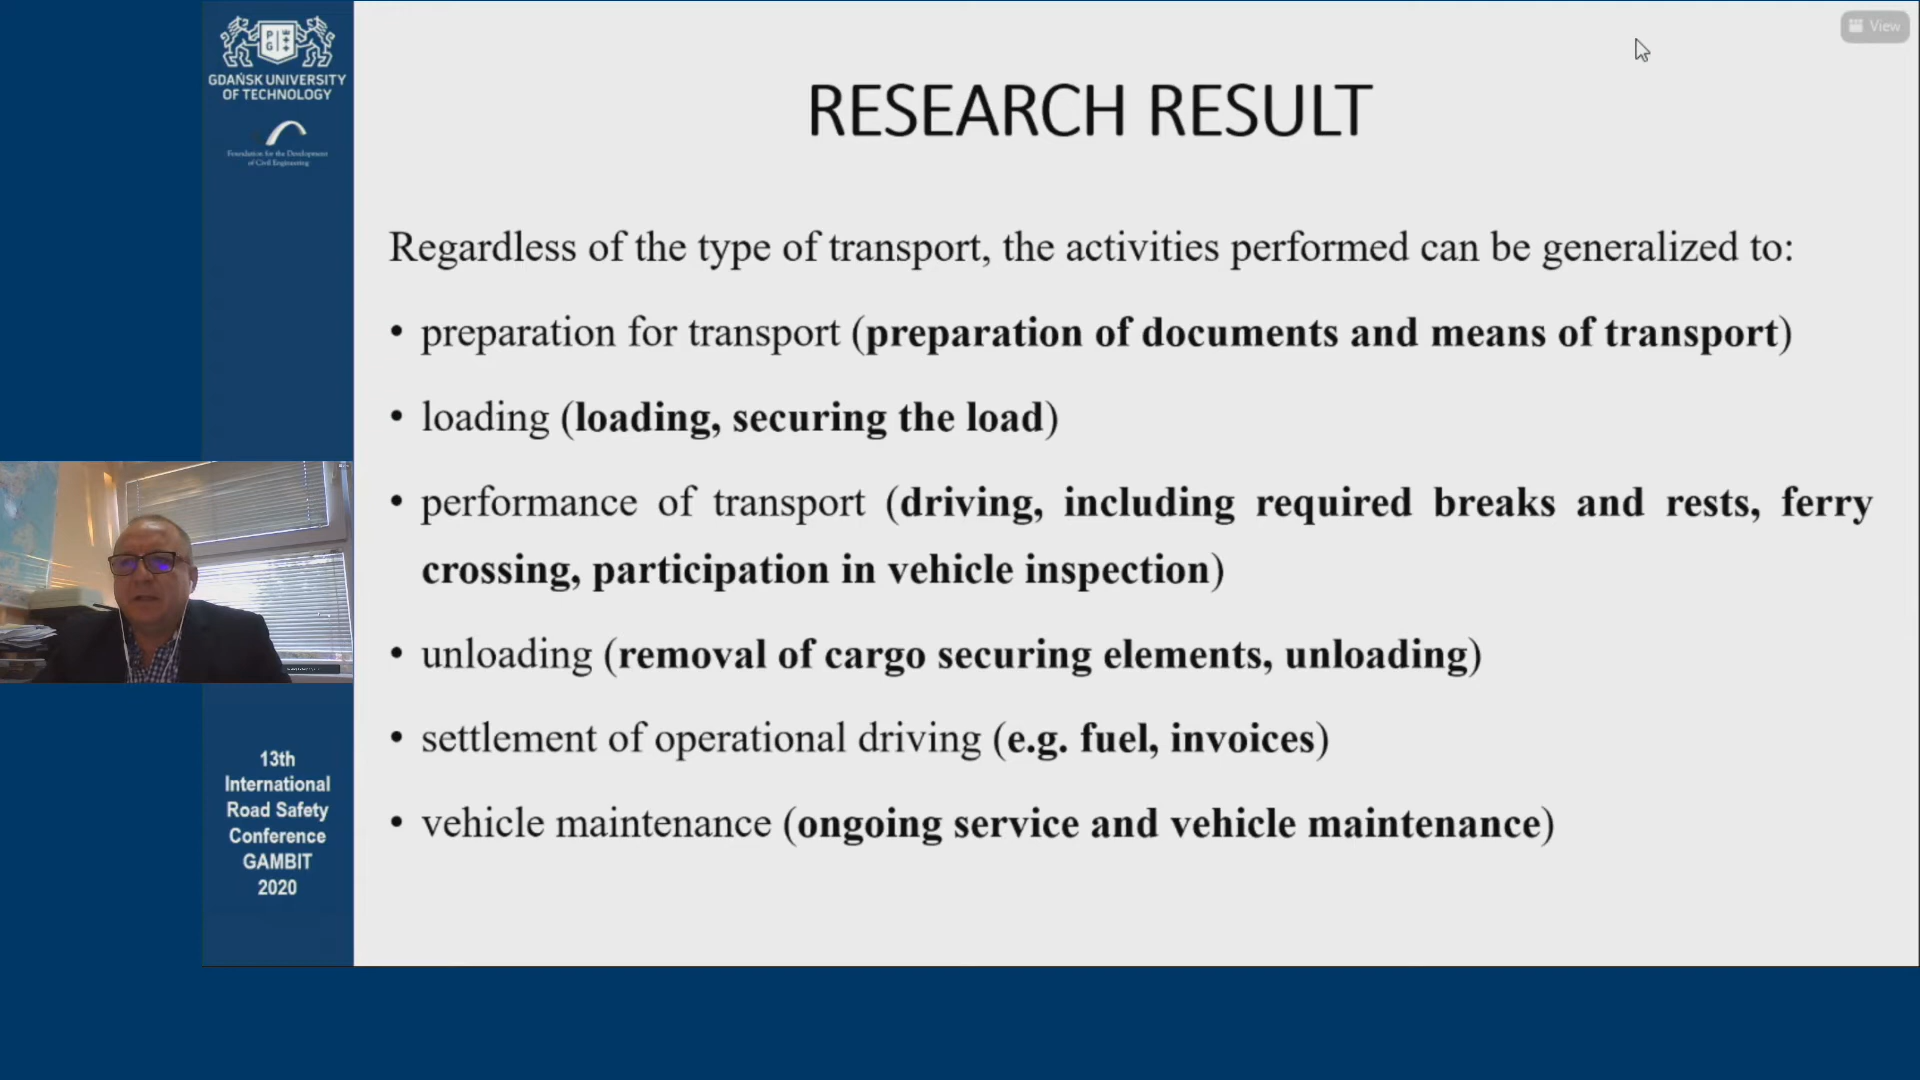 P G
GDAŃSK UNIVERSITY
OF TECHNOLOGY
Foundation for the Development
of Civil Engineering
View
RESEARCH RESULT
Regardless of the type of transport, the activities performed can be generalized to:
• preparation for transport (preparation of documents and means of transport)
• loading (loading, securing the load)
• performance of transport (driving, including required breaks and rests, ferry
crossing, participation in vehicle inspection)
• unloading (removal of cargo securing elements, unloading)
• settlement of operational driving (e.g. fuel, invoices)
• vehicle maintenance (ongoing service and vehicle maintenance)
13th
International
Road Safety
Conference
GAMBIT
2020